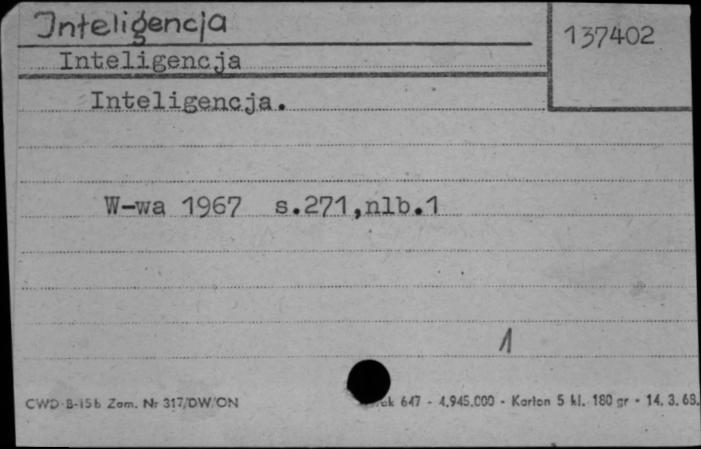 Inteligencja
137402
Inteligencja
Inteligencja.
W-wa 1967 s.271,nlb.1
1
CWD-B-15b Zam. Nr 317/DW/ON
647 - 4.945.000 - Karton 5 kl. 180 gr - 14.3.68.